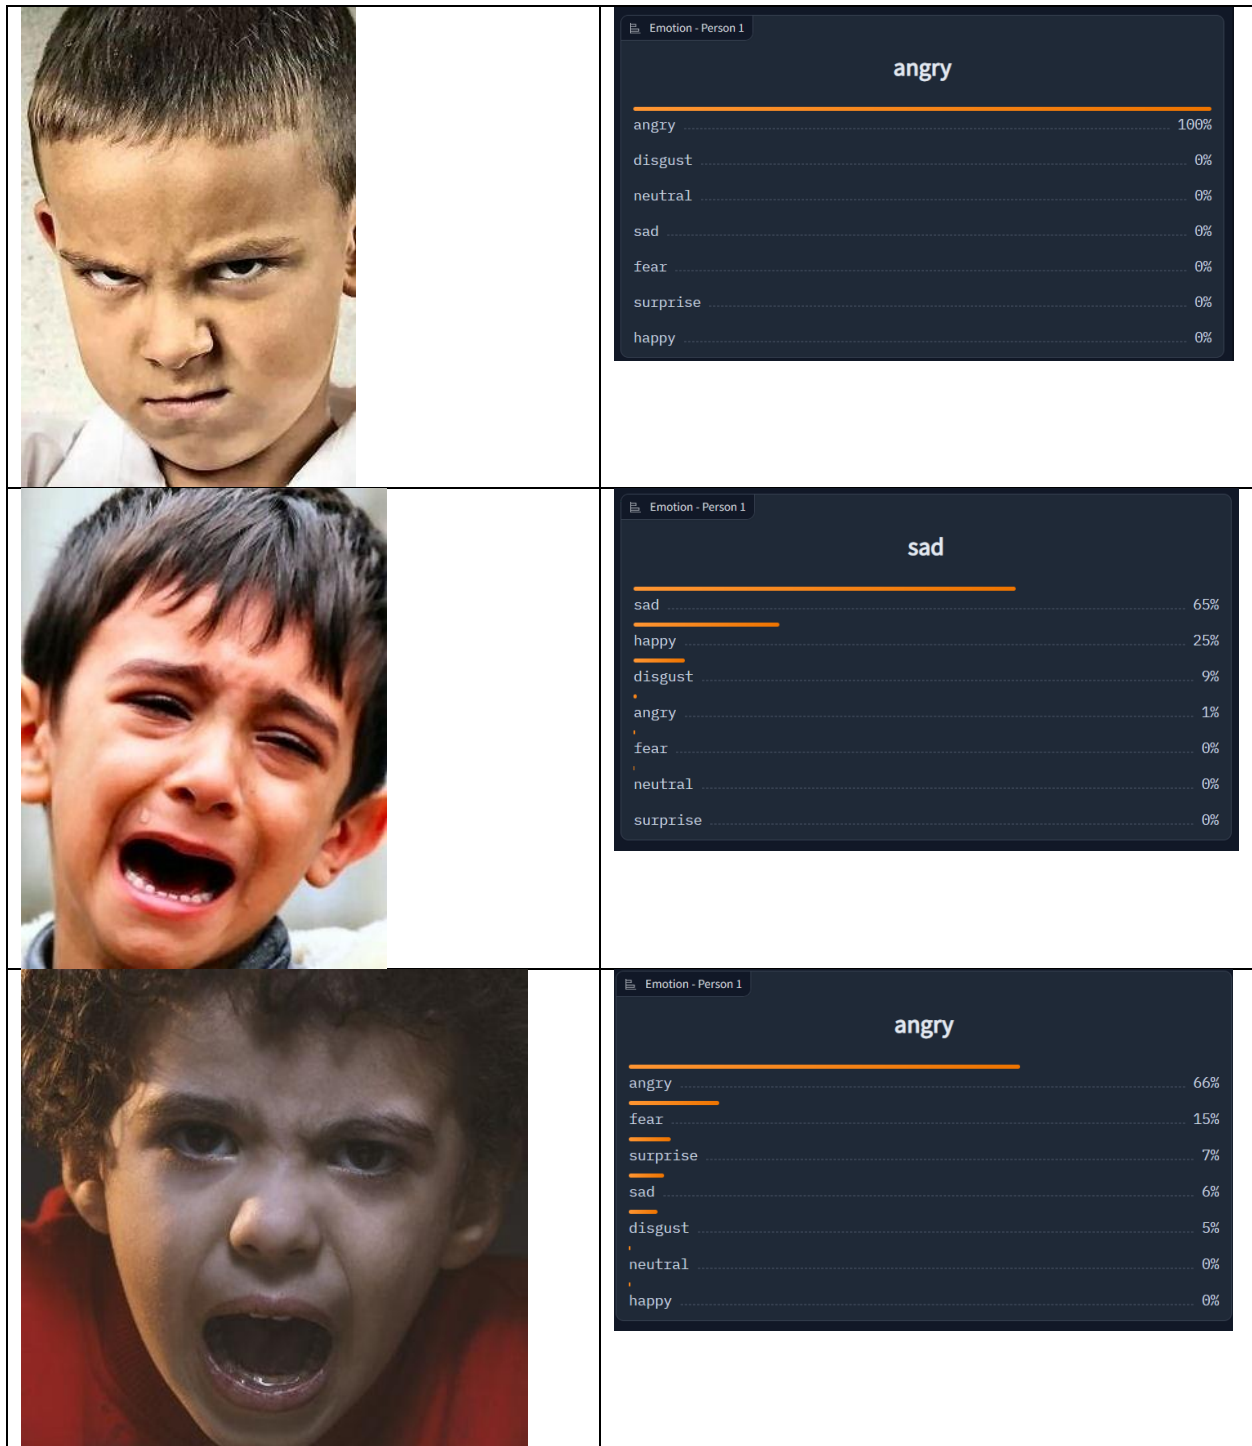 Emotion - Person 1
angry
angry 100%
disgust 0%
neutral 0%
sad 0%
fear 0%
surprise 0%
happy 0%
Emotion - Person 1
sad
sad 65%
happy 25%
disgust 9%
angry 1%
fear 0%
neutral 0%
surprise 0%
Emotion - Person 1
angry
angry 66%
fear 15%
surprise 7%
sad 6%
disgust 5%
neutral 0%
happy 0%